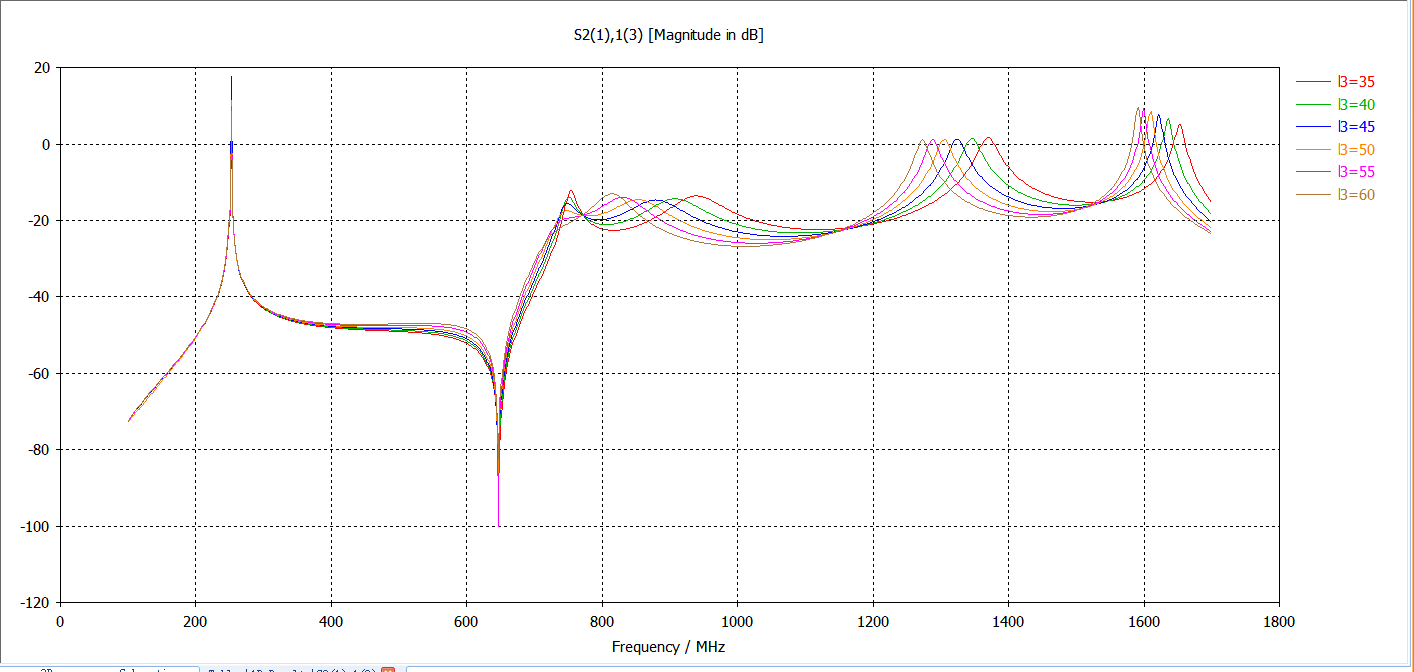 S2(1),1(3) [Magnitude in dB]
20
0
-20
-40
-60
-80
-100
-120
0 200 400 600 800 1000 1200 1400 1600 1800
Frequency / MHz
l3=35
l3=40
l3=45
l3=50
l3=55
l3=60